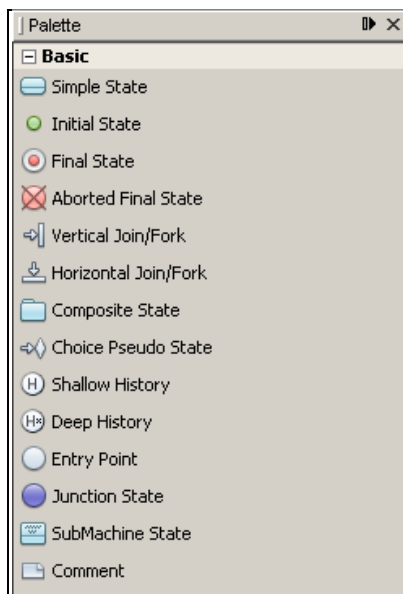 Palette
Basic
Simple State
Initial State
Final State
Aborted Final State
Vertical Join/Fork
Horizontal Join/Fork
Composite State
Choice Pseudo State
H Shallow History
H* Deep History
Entry Point
Junction State
SubMachine State
Comment